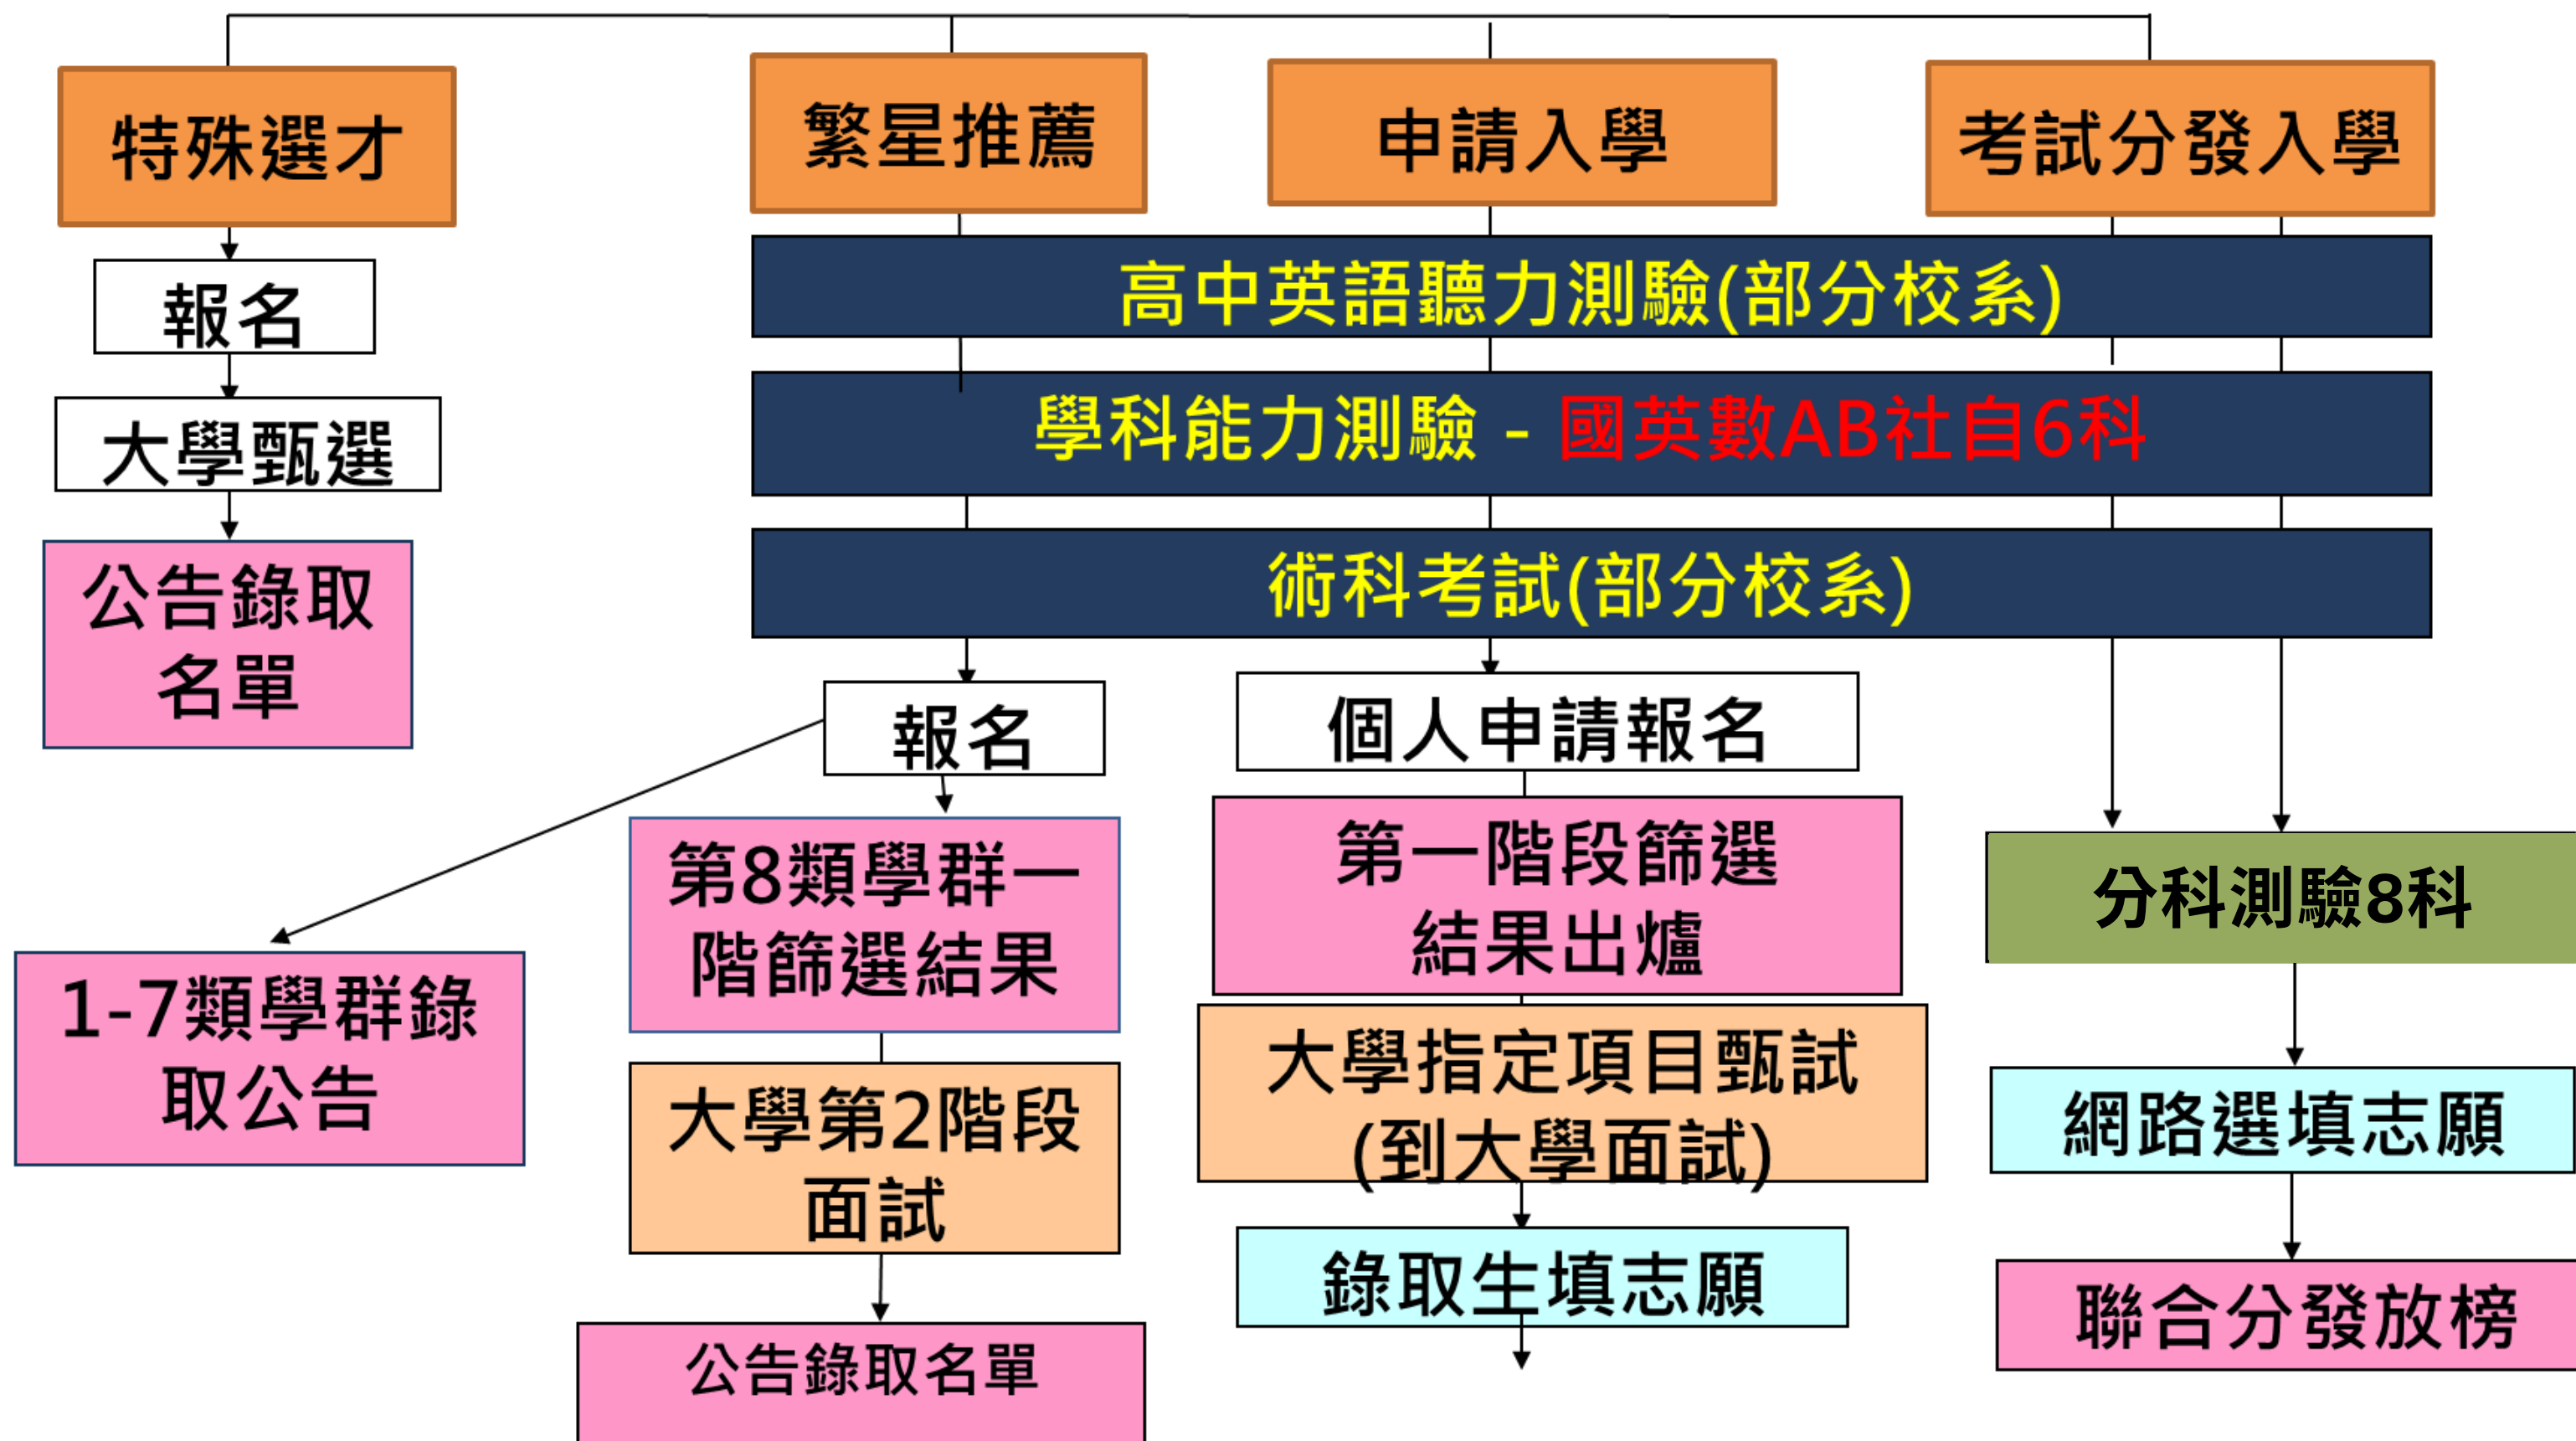 特殊選才
繁星推薦
申請入學
考試分發入學
報名
大學甄選
公告錄取
名單
高中英語聽力測驗(部分校系)
學科能力測驗 - 國英數AB社自6科
術科考試(部分校系)
報名
1-7類學群錄
取公告
第8類學群一
階篩選結果
大學第2階段
面試
公告錄取名單
個人申請報名
第一階段篩選
結果出爐
大學指定項目甄試
(到大學面試)
錄取生填志願
分科測驗8科
網路選填志願
聯合分發放榜